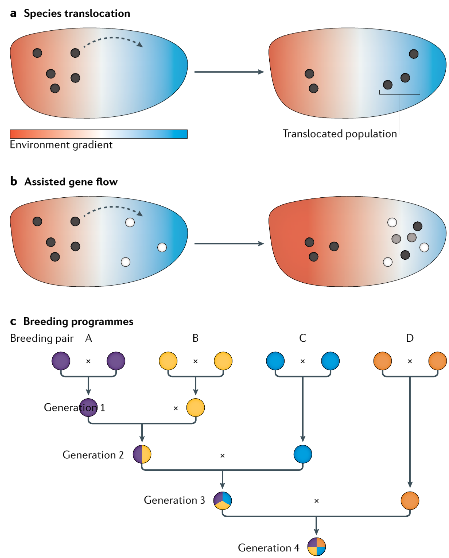 a Species translocation
Environment gradient
Translocated population
b Assisted gene flow
c Breeding programmes
Breeding pair A B C D
× × × ×
Generation 1 ×
Generation 2 ×
Generation 3 ×
Generation 4